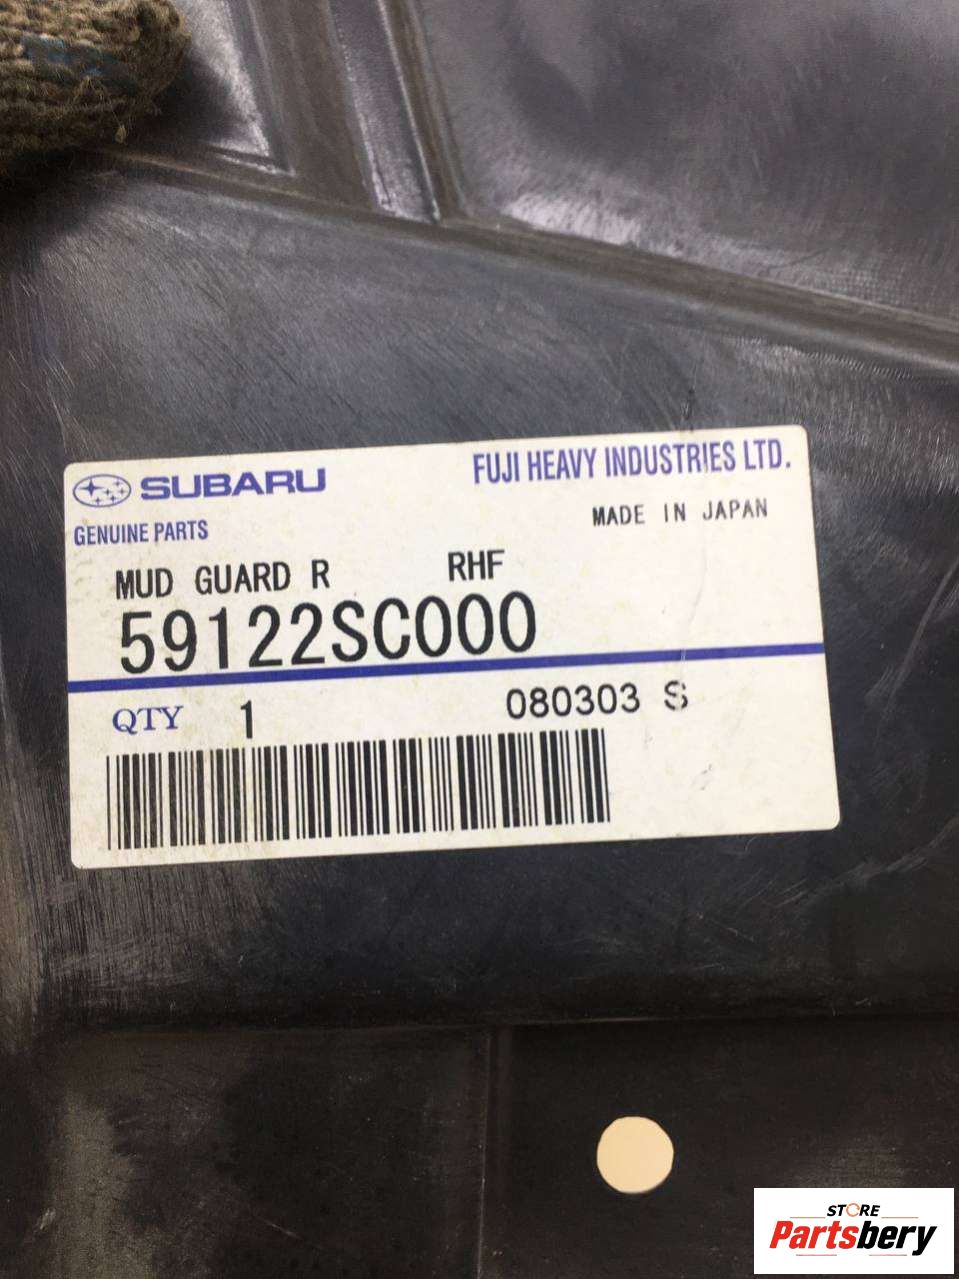 SUBARU
FUJI HEAVY INDUSTRIES LTD.
GENUINE PARTS
MADE IN JAPAN
MUD GUARD R RHF
59122SC000
QTY 1 080303 S
STORE
Partsbery